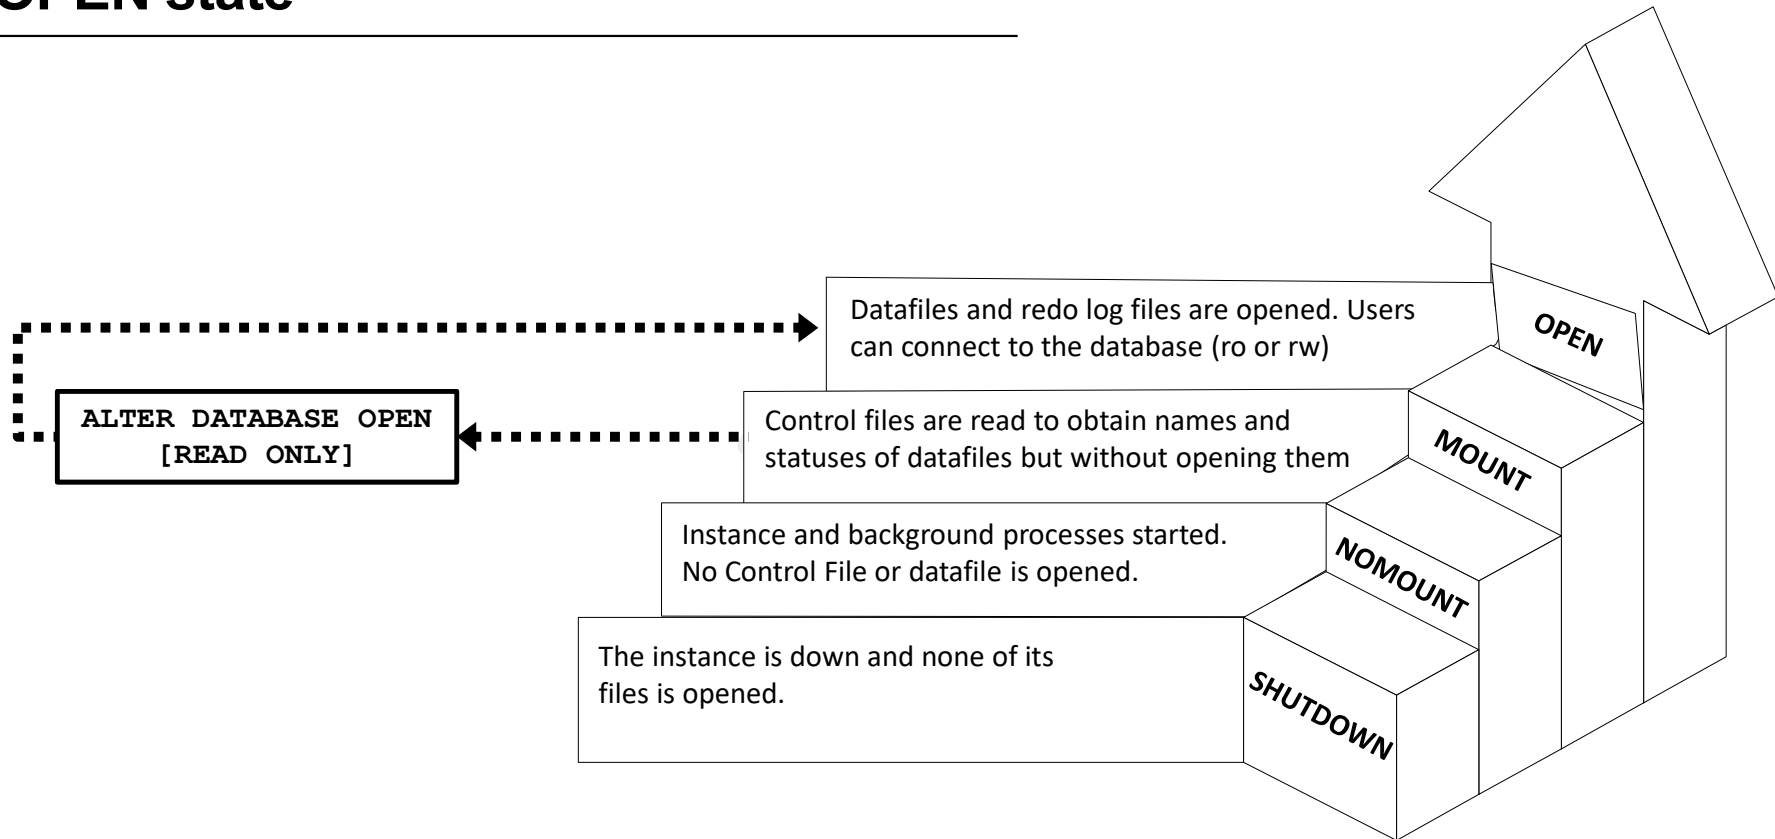 OPEN state
Datafiles and redo log files are opened. Users
can connect to the database (ro or rw)
OPEN
ALTER DATABASE OPEN
[READ ONLY]
Control files are read to obtain names and
statuses of datafiles but without opening them
MOUNT
Instance and background processes started.
No Control File or datafile is opened.
NOMOUNT
The instance is down and none of its
files is opened.
SHUTDOWN